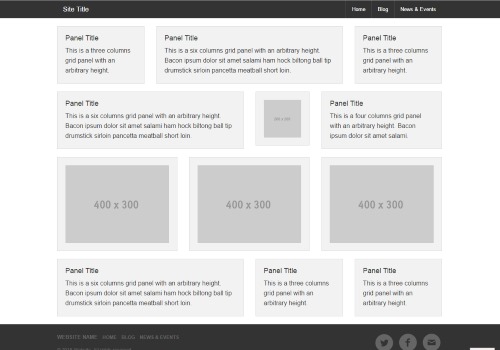 Site Title
Home Blog News & Events
Panel Title
This is a three columns
grid panel with an
arbitrary height.
Panel Title
This is a six columns grid panel with an arbitrary height.
Bacon ipsum dolor sit amet salami ham hock biltong ball tip
drumstick sirloin pancetta meatball short loin.
Panel Title
This is a three columns
grid panel with an
arbitrary height.
Panel Title
This is a six columns grid panel with an arbitrary height.
Bacon ipsum dolor sit amet salami ham hock biltong ball tip
drumstick sirloin pancetta meatball short loin.
Panel Title
This is a four columns grid panel
with an arbitrary height. Bacon
ipsum dolor sit amet salami.
400 x 300
400 x 300
400 x 300
Panel Title
This is a six columns grid panel with an arbitrary height.
Bacon ipsum dolor sit amet salami ham hock biltong ball tip
drumstick sirloin pancetta meatball short loin.
Panel Title
This is a three columns
grid panel with an
arbitrary height
Panel Title
This is a three columns
grid panel with an
arbitrary height.
WEBSITE NAME HOME BLOG NEWS & EVENTS